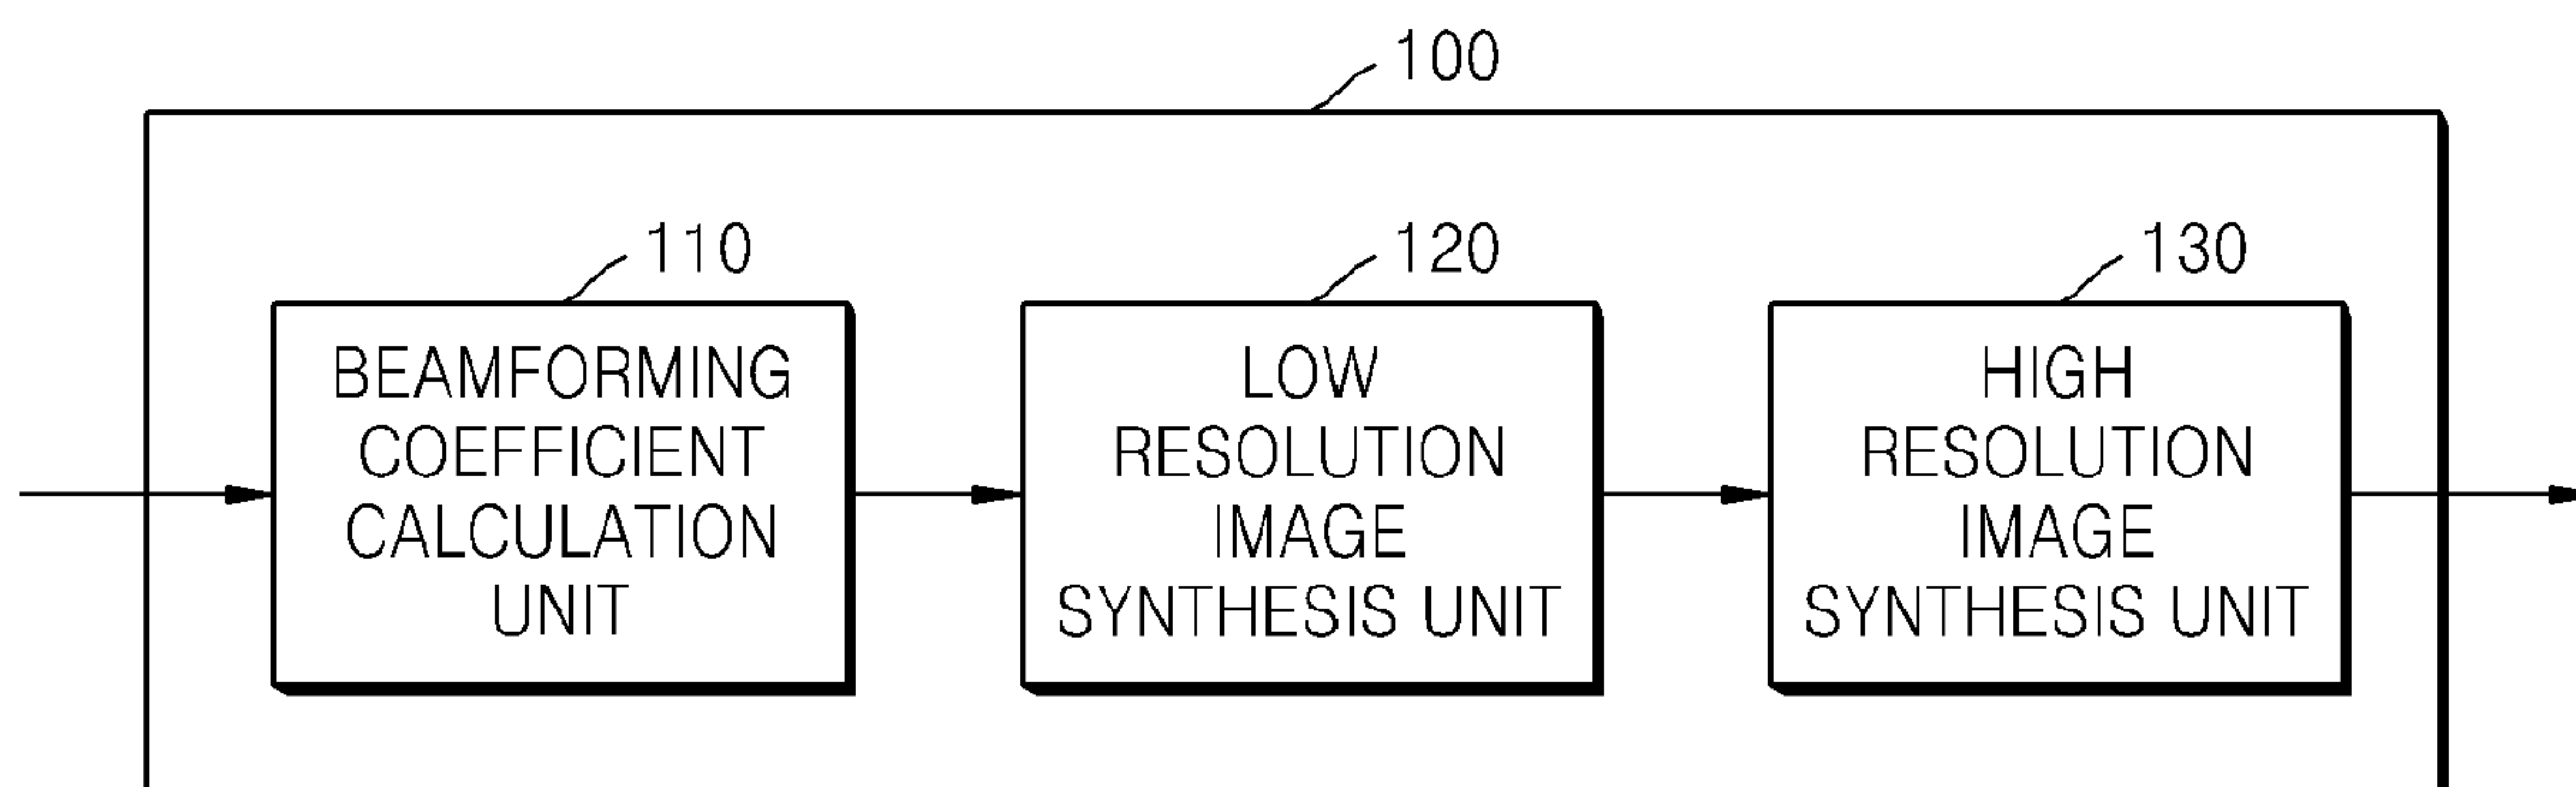 100
110
BEAMFORMING
COEFFICIENT
CALCULATION
UNIT
120
LOW
RESOLUTION
IMAGE
SYNTHESIS UNIT
130
HIGH
RESOLUTION
IMAGE
SYNTHESIS UNIT